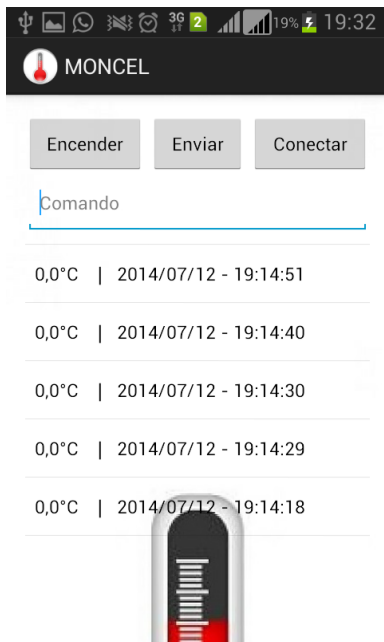 3G 2 19% 19:32
MONCEL
Encender Enviar Conectar
Comando
0,0°C | 2014/07/12 - 19:14:51
0,0°C | 2014/07/12 - 19:14:40
0,0°C | 2014/07/12 - 19:14:30
0,0°C | 2014/07/12 - 19:14:29
0,0°C | 2014/07/12 - 19:14:18